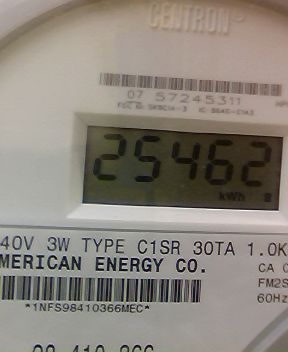 CENTRON
07 57245311
25462
kWh
40V 3W TYPE C1SR 30TA 1.0K
MERICAN ENERGY CO.
CA 0
FM2S
60Hz
*1NFS98410366MEC*